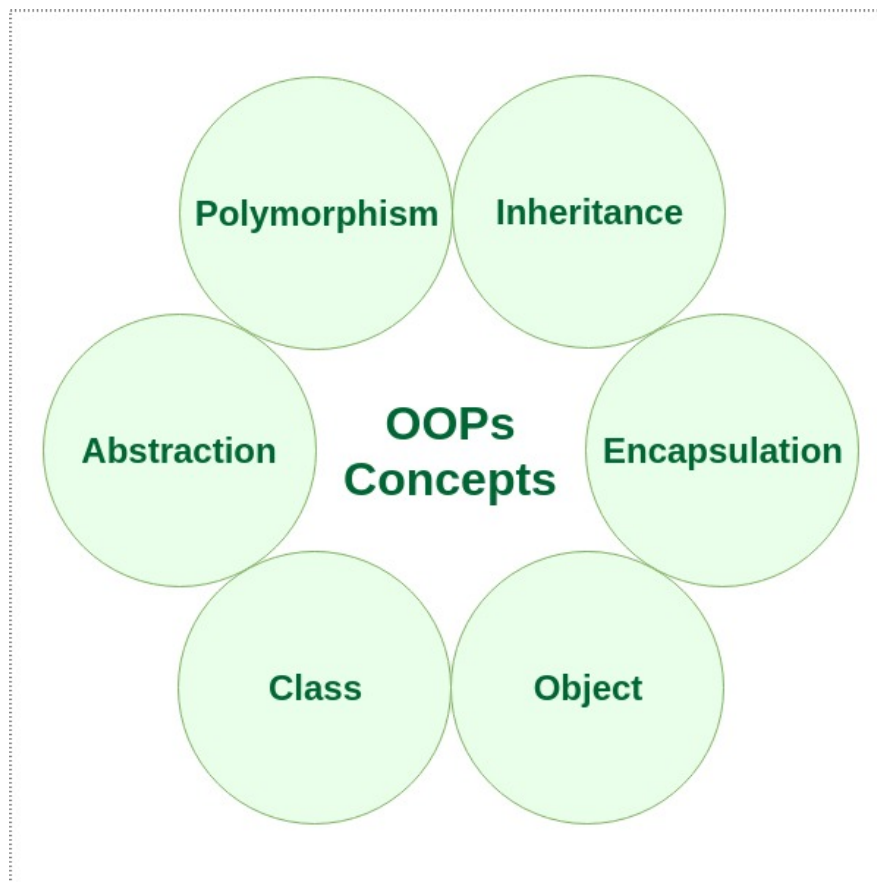 Polymorphism
Inheritance
Abstraction
OOPs
Concepts
Encapsulation
Class
Object